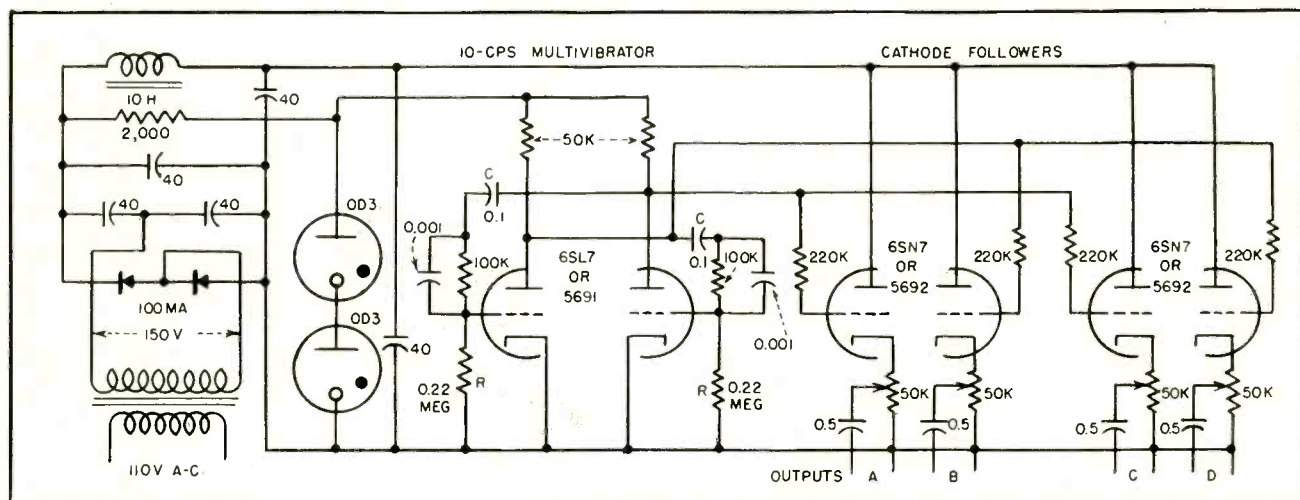 10-CPS MULTIVIBRATOR
CATHODE FOLLOWERS
10 H
2,000
40
40
40
40
100 MA
150 V
110V A-C
OD3
OD3
40
50K
C
0.1
0.001
100K
6SL7
OR
5691
C
0.1
100K
0.001
R
0.22
MEG
R
0.22
MEG
220K
6SN7
OR
5692
220K
220K
6SN7
OR
5692
220K
50K
50K
50K
50K
0.5
0.5
0.5
0.5
OUTPUTS A B C D